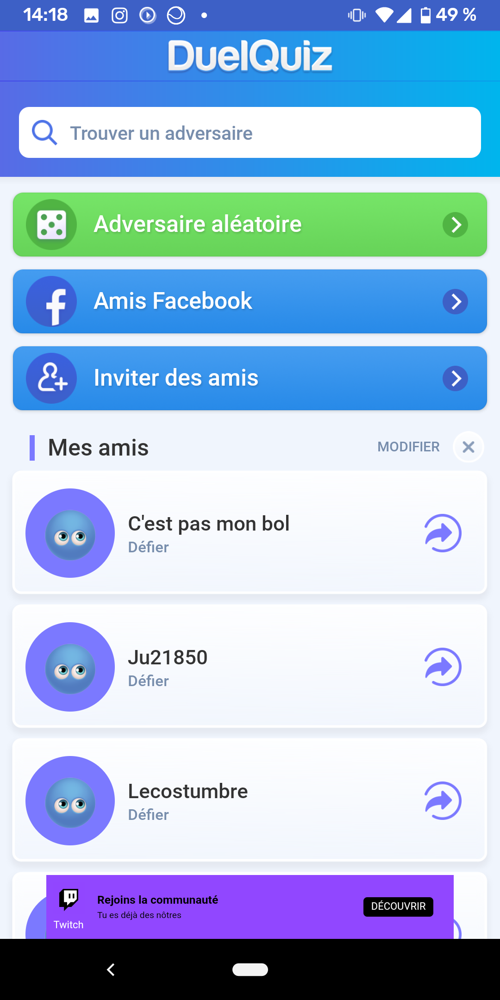 14:18
49 %
DuelQuiz
Trouver un adversaire
Adversaire aléatoire
Amis Facebook
Inviter des amis
Mes amis
MODIFIER
C'est pas mon bol
Défier
Ju21850
Défier
Lecostumbre
Défier
Rejoins la communauté
Tu es déjà des nôtres
Twitch
DÉCOUVRIR